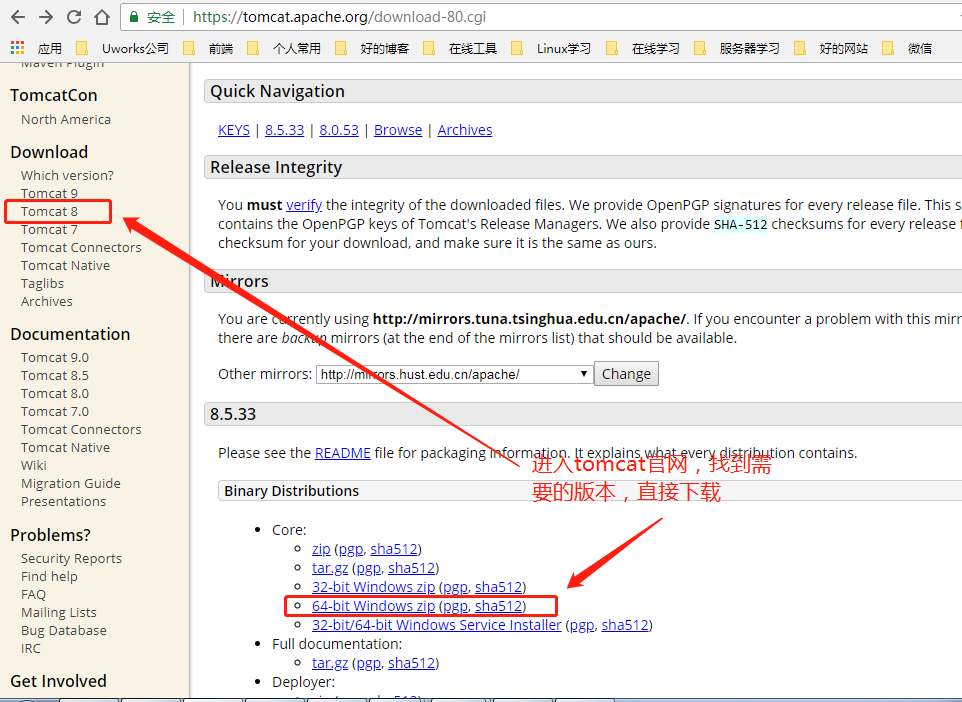 安全 https://tomcat.apache.org/download-80.cgi
应用 Uworks公司 前端 个人常用 好的博客 在线工具 Linux学习 在线学习 服务器学习 好的网站 微信
Maven Plugin
TomcatCon
North America
Download
Which version?
Tomcat 9
Tomcat 8
Tomcat 7
Tomcat Connectors
Tomcat Native
Taglibs
Archives
Documentation
Tomcat 9.0
Tomcat 8.5
Tomcat 8.0
Tomcat 7.0
Tomcat Connectors
Tomcat Native
Wiki
Migration Guide
Presentations
Problems?
Security Reports
Find help
FAQ
Mailing Lists
Bug Database
IRC
Get Involved
Quick Navigation
KEYS | 8.5.33 | 8.0.53 | Browse | Archives
Release Integrity
You must verify the integrity of the downloaded files. We provide OpenPGP signatures for every release file. This s
contains the OpenPGP keys of Tomcat's Release Managers. We also provide SHA-512 checksums for every release
checksum for your download, and make sure it is the same as ours.
Mirrors
You are currently using http://mirrors.tuna.tsinghua.edu.cn/apache/. If you encounter a problem with this mirr
there are backup mirrors (at the end of the mirrors list) that should be available.
Other mirrors: http://mirrors.hust.edu.cn/apache/ Change
8.5.33
Please see the README file for packaging information. It explains what every distribution contains.
进入tomcat官网，找到需
要的版本，直接下载
Binary Distributions
Core:
zip (pgp, sha512)
tar.gz (pgp, sha512)
32-bit Windows zip (pgp, sha512)
64-bit Windows zip (pgp, sha512)
32-bit/64-bit Windows Service Installer (pgp, sha512)
Full documentation:
tar.gz (pgp, sha512)
Deployer: